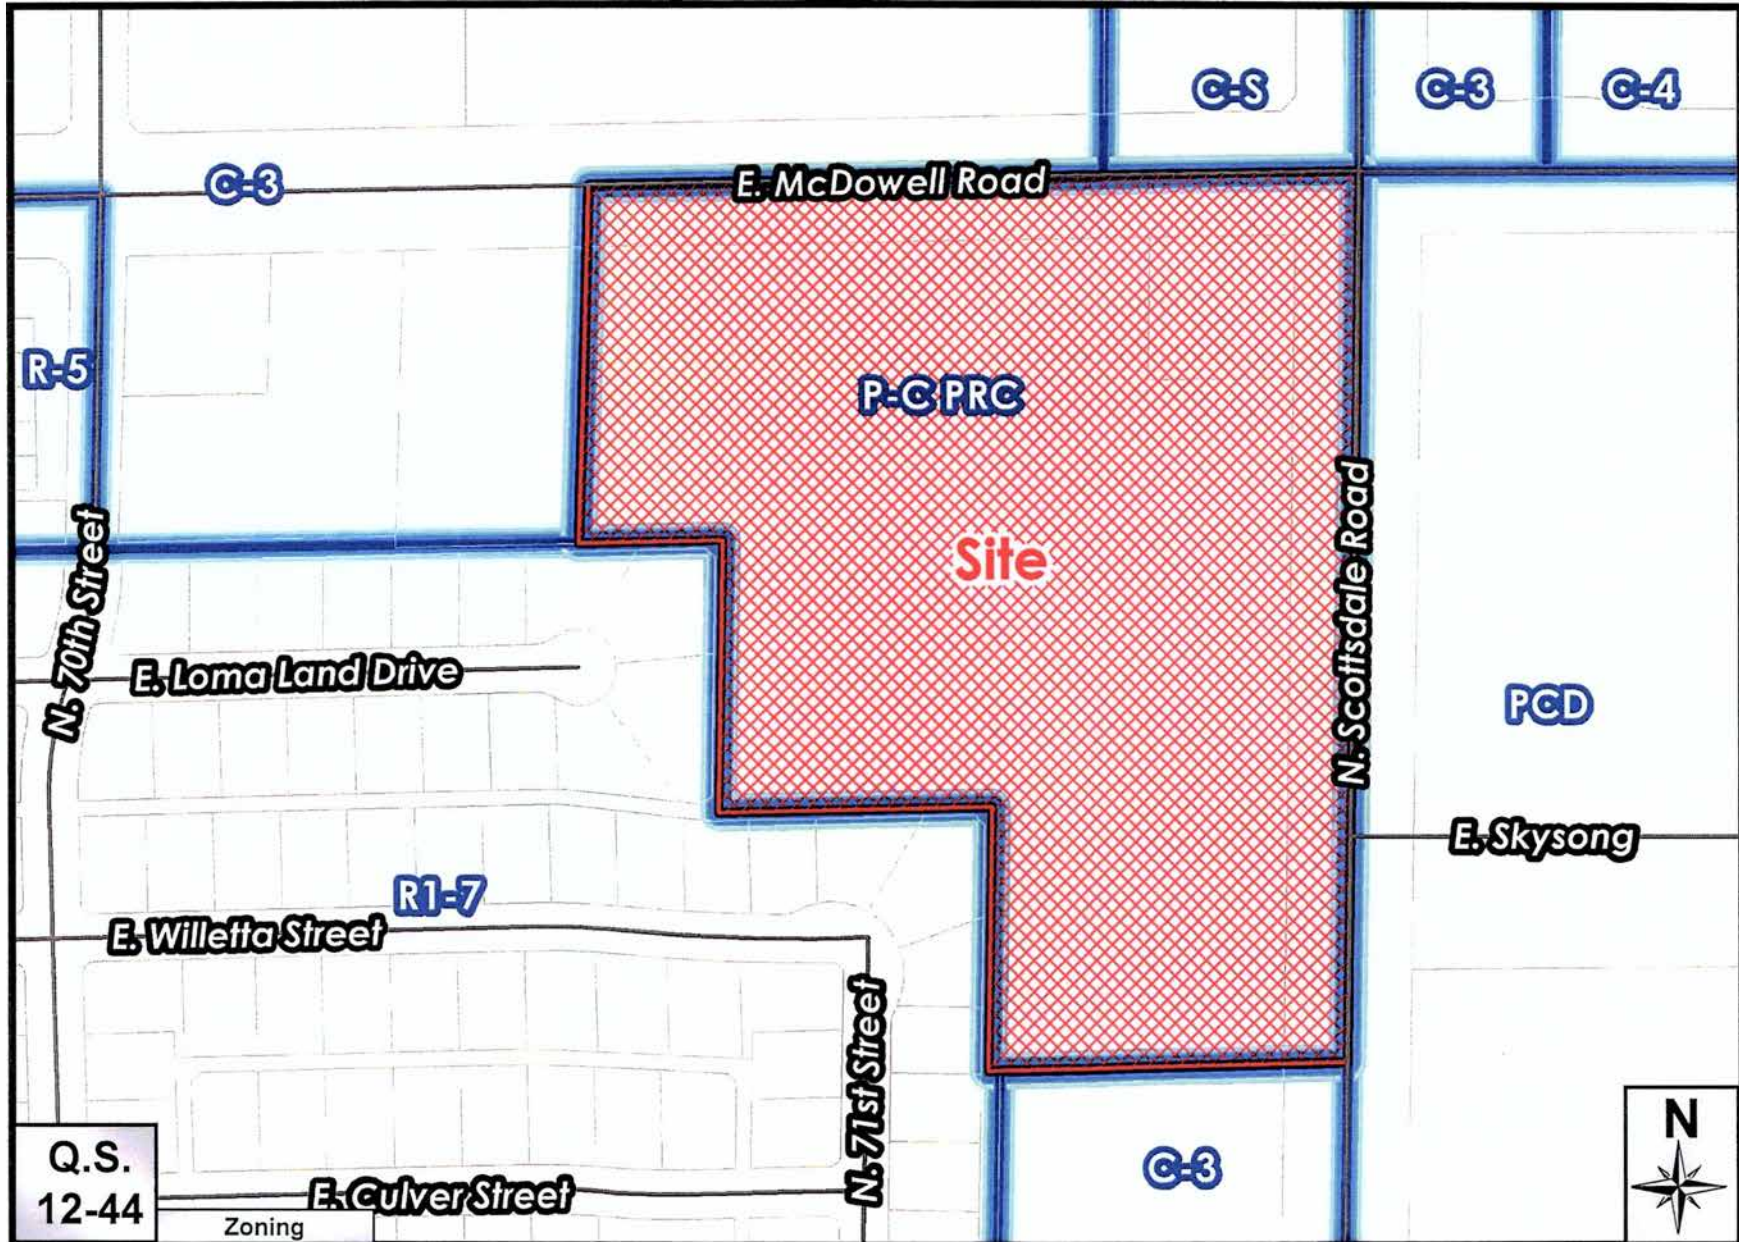 C-S
C-3
C-4
C-3
E. McDowell Road
R-5
P-C PRC
N. Scottsdale Road
Site
N. 70th Street
E. Loma Land Drive
PCD
E. Skysong
R1-7
E. Willetta Street
N. 71st Street
C-3
N
Q.S.
12-44
E. Culver Street
Zoning